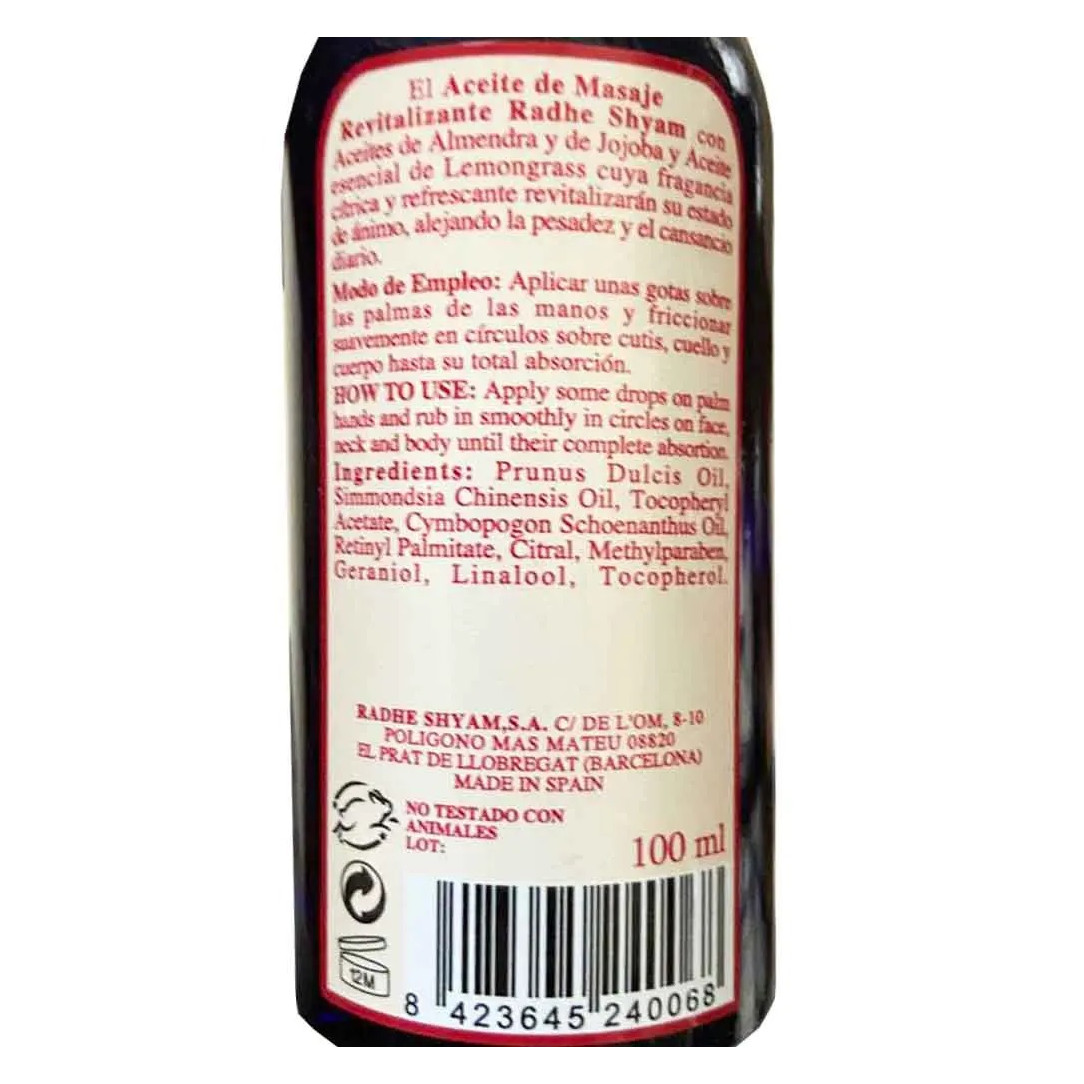 El Aceite de Masaje
Revitalizante Radhe Shyam con
Aceites de Almendra y de Jojoba y Aceite
esencial de Lemongrass cuya fragancia
cítrica y refrescante revitalizarán su estado
de ánimo, alejando la pesadez y el cansancio
diario.
Modo de Empleo: Aplicar unas gotas sobre
las palmas de las manos y friccionar
suavemente en círculos sobre cutis, cuello y
cuerpo hasta su total absorción.
HOW TO USE: Apply some drops on palm
hands and rub in smoothly in circles on face,
neck and body until their complete absortion.
Ingredients: Prunus Dulcis Oil,
Simmondsia Chinensis Oil, Tocopheryl
Acetate, Cymbopogon Schoenanthus Oil,
Retinyl Palmitate, Citral, Methylparaben,
Geraniol, Linalool, Tocopherol.
RADHE SHYAM,S.A. C/ DE L'OM, 8-10
POLIGONO MAS MATEU 08820
EL PRAT DE LLOBREGAT (BARCELONA)
MADE IN SPAIN
NO TESTADO CON
ANIMALES
LOT:
100 ml
12M
8 423645 240068